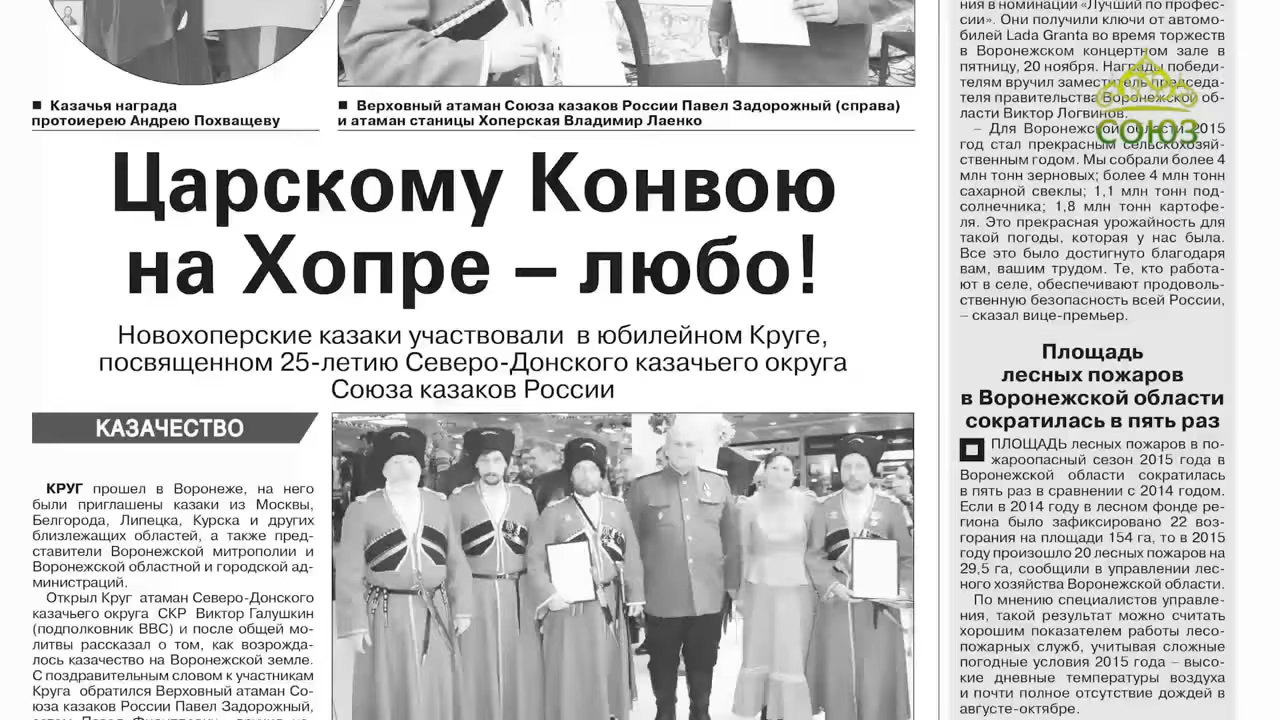 ■ Казачья награда
протоиерею Андрею Похващеву
■ Верховный атаман Союза казаков России Павел Задорожный (справа)
и атаман станицы Хоперская Владимир Лаенко
Царскому Конвою
на Хопре – любо!
Новохоперские казаки участвовали в юбилейном Круге,
посвященном 25-летию Северо-Донского казачьего округа
Союза казаков России
КАЗАЧЕСТВО
КРУГ прошел в Воронеже, на него
были приглашены казаки из Москвы,
Белгорода, Липецка, Курска и других
близлежащих областей, а также пред-
ставители Воронежской митрополии и
Воронежской областной и городской ад-
министраций.
Открыл Круг атаман Северо-Донского
казачьего округа СКР Виктор Галушкин
(подполковник ВВС) и после общей мо-
литвы рассказал о том, как возрожда-
лось казачество на Воронежской земле.
С поздравительным словом к участникам
Круга обратился Верховный атаман Со-
юза казаков России Павел Задорожный,
ния в номинации «Лучший по профес-
сии». Они получили ключи от автомо-
билей Lada Granta во время торжеств
в Воронежском концертном зале в
пятницу, 20 ноября. Награды победи-
телям вручил заместитель председа-
теля правительства Воронежской об-
ласти Виктор Логвинов.
– Для Воронежской области 2015
год стал прекрасным сельскохозяй-
ственным годом. Мы собрали более 4
млн тонн зерновых; более 4 млн тонн
сахарной свеклы; 1,1 млн тонн под-
солнечника; 1,8 млн тонн картофе-
ля. Это прекрасная урожайность для
такой погоды, которая у нас была.
Все это было достигнуто благодаря
вам, вашим трудом. Те, кто работа-
ют в селе, обеспечивают продоволь-
ственную безопасность всей России,
– сказал вице-премьер.
Площадь
лесных пожаров
в Воронежской области
сократилась в пять раз
ПЛОЩАДЬ лесных пожаров в по-
жароопасный сезон 2015 года в
Воронежской области сократилась
в пять раз в сравнении с 2014 годом.
Если в 2014 году в лесном фонде ре-
гиона было зафиксировано 22 воз-
горания на площади 154 га, то в 2015
году произошло 20 лесных пожаров на
29,5 га, сообщили в управлении лес-
ного хозяйства Воронежской области.
По мнению специалистов управле-
ния, такой результат можно считать
хорошим показателем работы лесо-
пожарных служб, учитывая сложные
погодные условия 2015 года – высо-
кие дневные температуры воздуха
и почти полное отсутствие дождей в
августе-октябре.
СОЮЗ